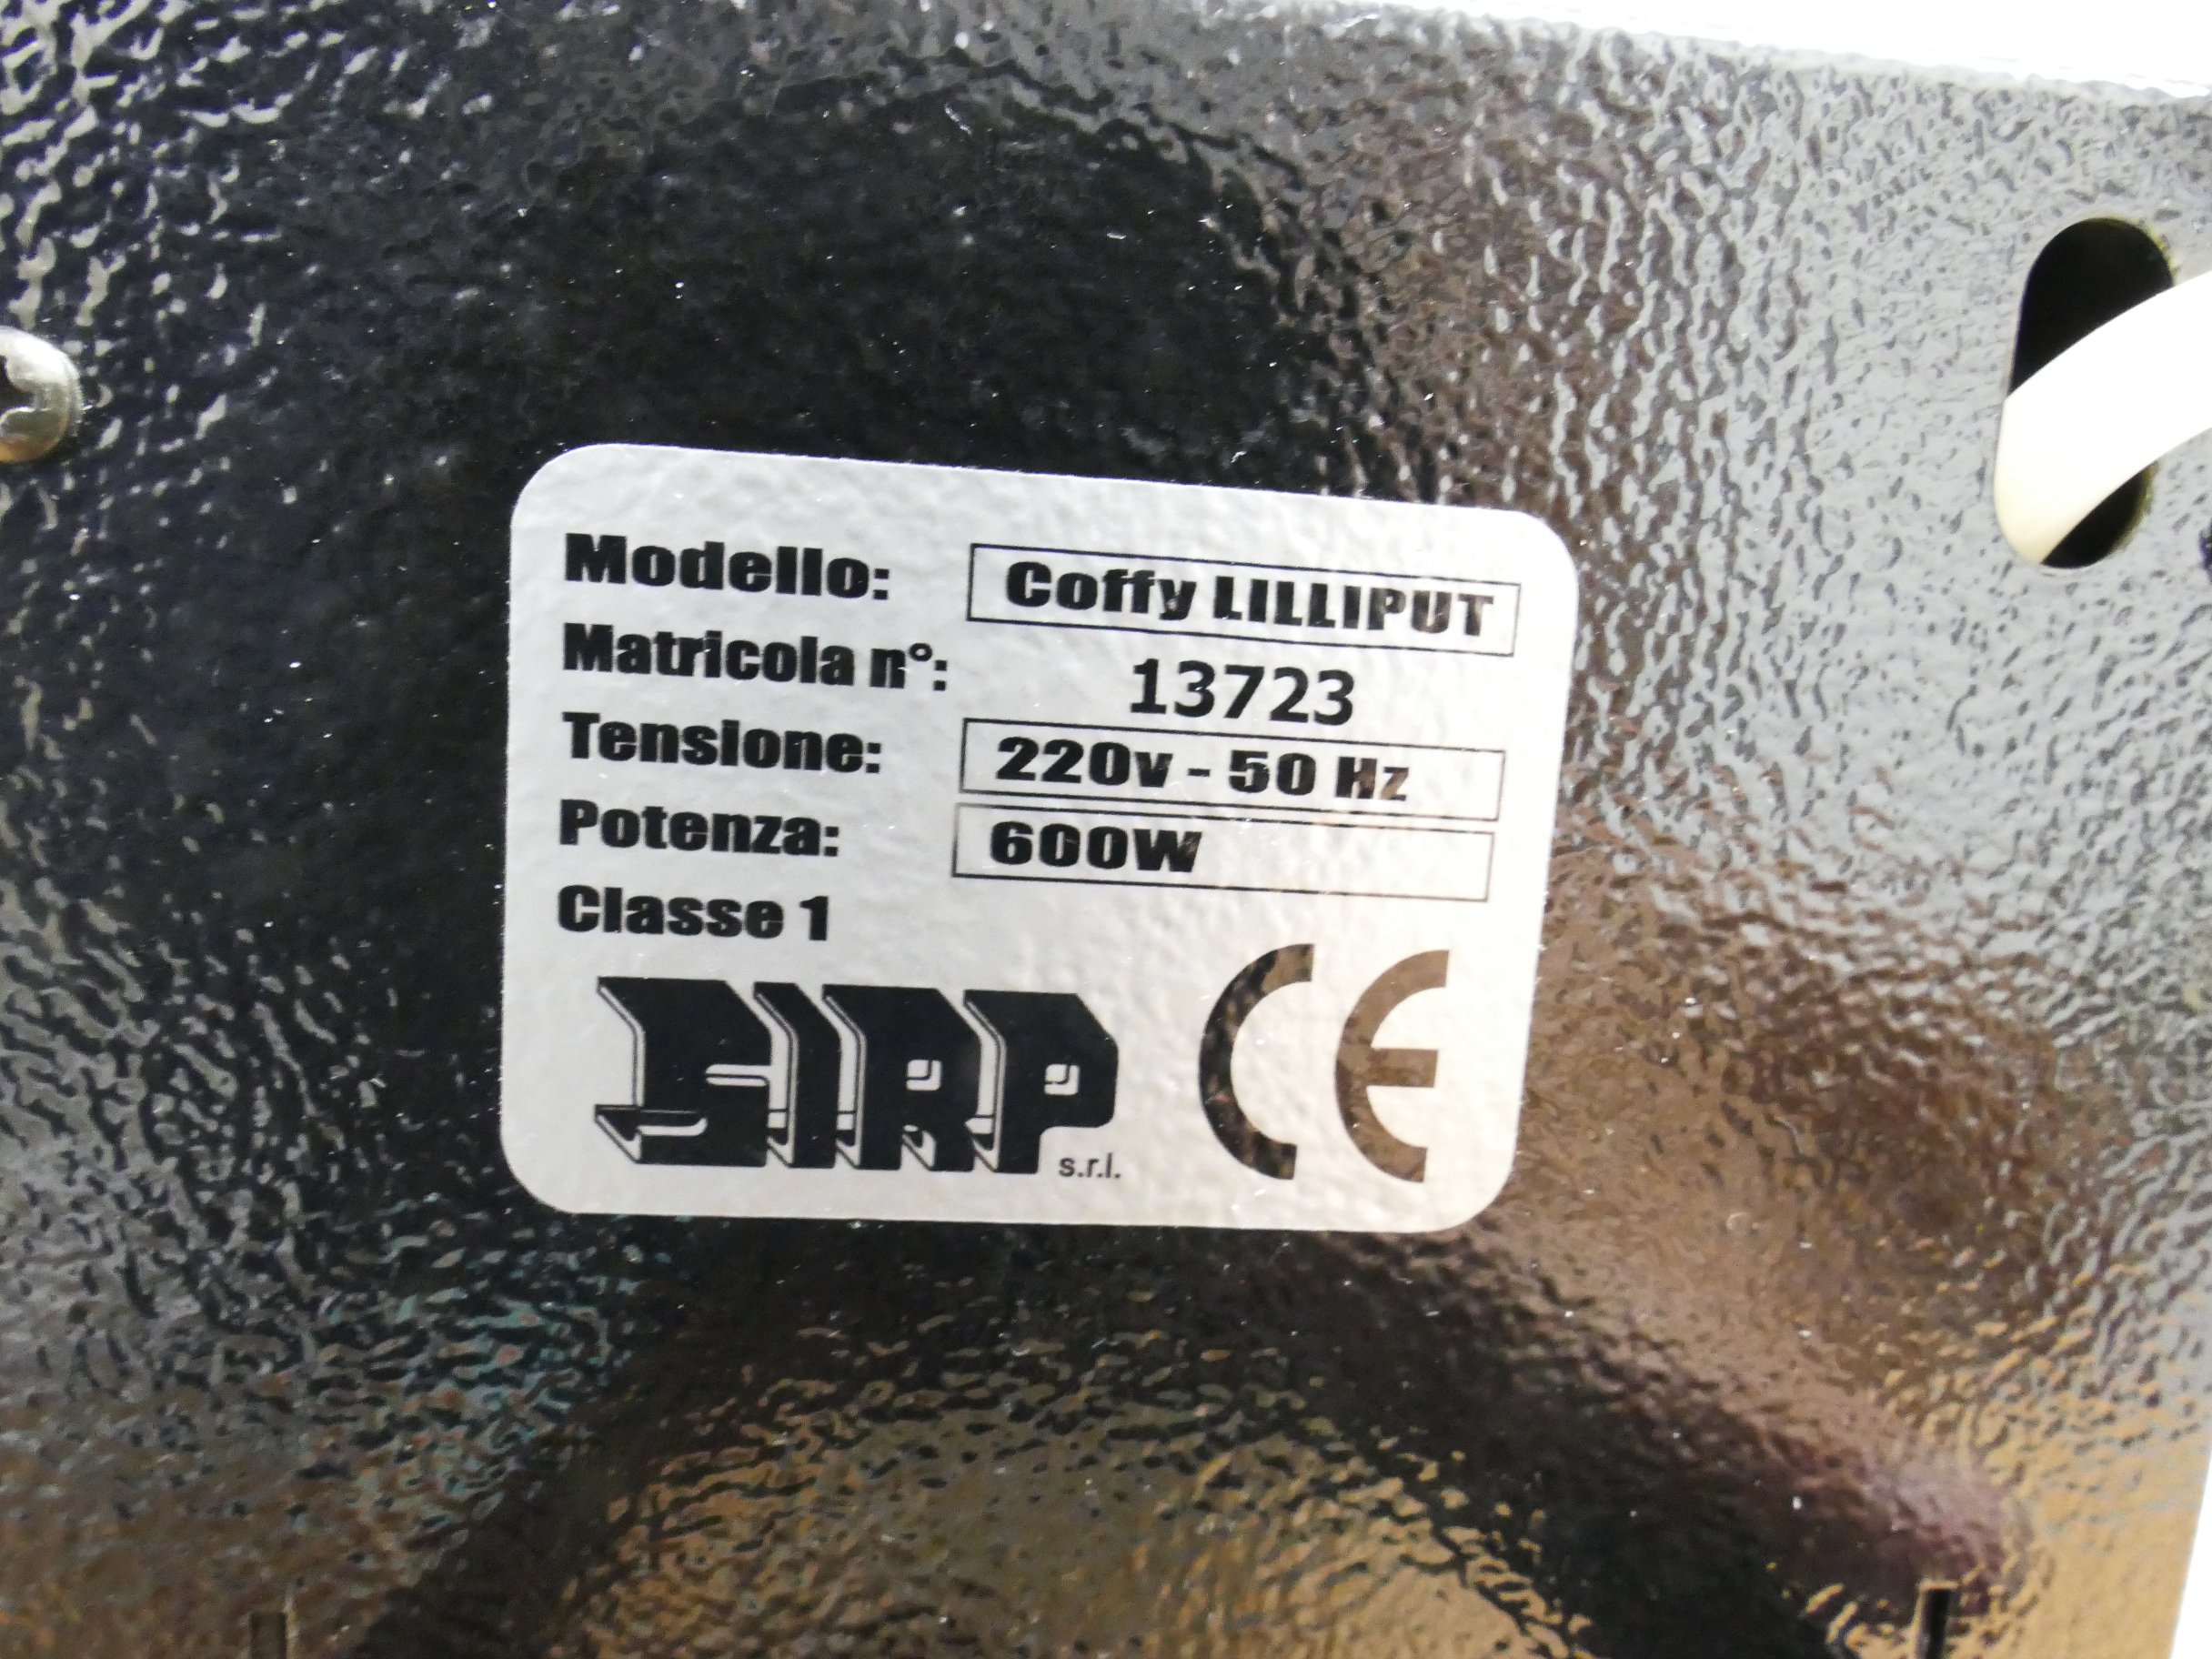 Modello: Coffy LILLIPUT
Matricola n°: 13723
Tensione: 220v - 50 Hz
Potenza: 600W
Classe 1
SIRP s.r.l. CE